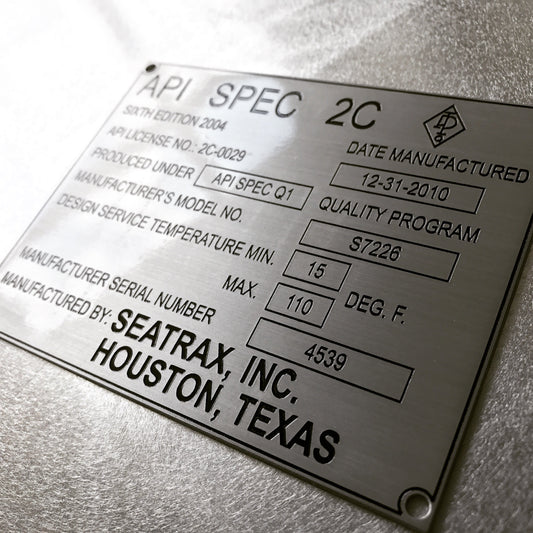 API SPEC 2C
SIXTH EDITION 2004
API LICENSE NO.: 2C-0029
DATE MANUFACTURED
12-31-2010
PRODUCED UNDER API SPEC Q1 QUALITY PROGRAM
MANUFACTURER'S MODEL NO. S7226
DESIGN SERVICE TEMPERATURE MIN. 15
MAX. 110 DEG. F.
MANUFACTURER SERIAL NUMBER 4539
MANUFACTURED BY: SEATRAX, INC.
HOUSTON, TEXAS